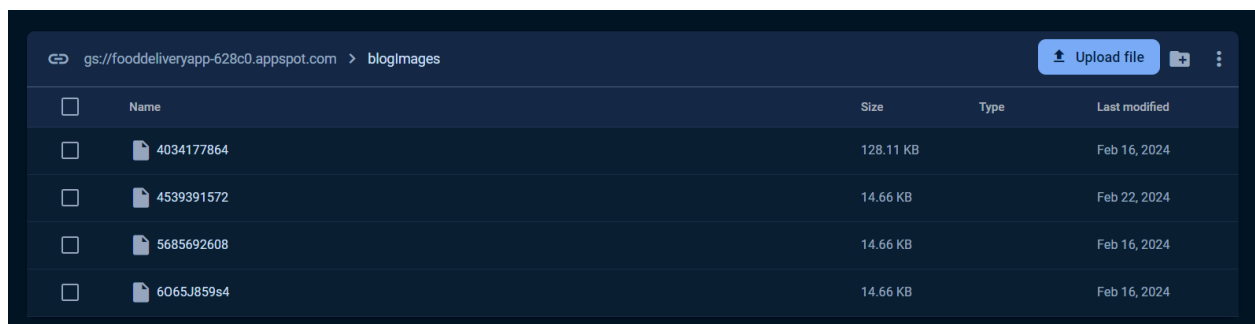 gs://fooddeliveryapp-628c0.appspot.com > blogImages Upload file
Name Size Type Last modified
4034177864 128.11 KB Feb 16, 2024
4539391572 14.66 KB Feb 22, 2024
5685692608 14.66 KB Feb 16, 2024
6O65J859s4 14.66 KB Feb 16, 2024